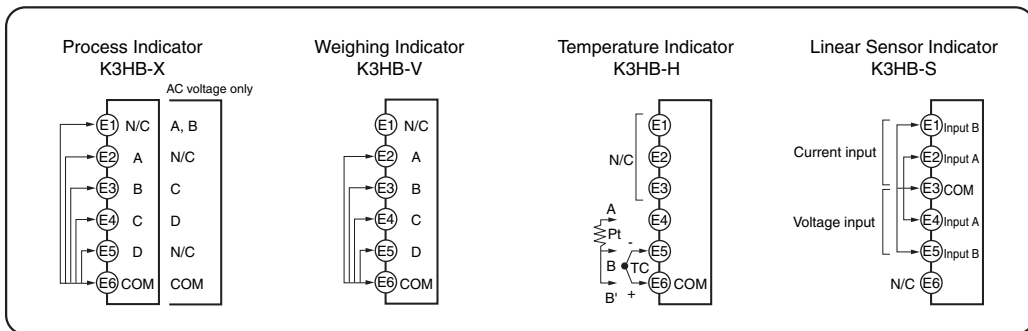 Process Indicator
K3HB-X
AC voltage only
E1 N/C A, B
E2 A N/C
E3 B C
E4 C D
E5 D N/C
E6 COM COM
Weighing Indicator
K3HB-V
E1 N/C
E2 A
E3 B
E4 C
E5 D
E6 COM
Temperature Indicator
K3HB-H
E1
N/C E2
E3
A E4
Pt
- E5
B TC
E6 COM
B' +
Linear Sensor Indicator
K3HB-S
E1 Input B
Current input
E2 Input A
E3 COM
Voltage input
E4 Input A
E5 Input B
N/C E6